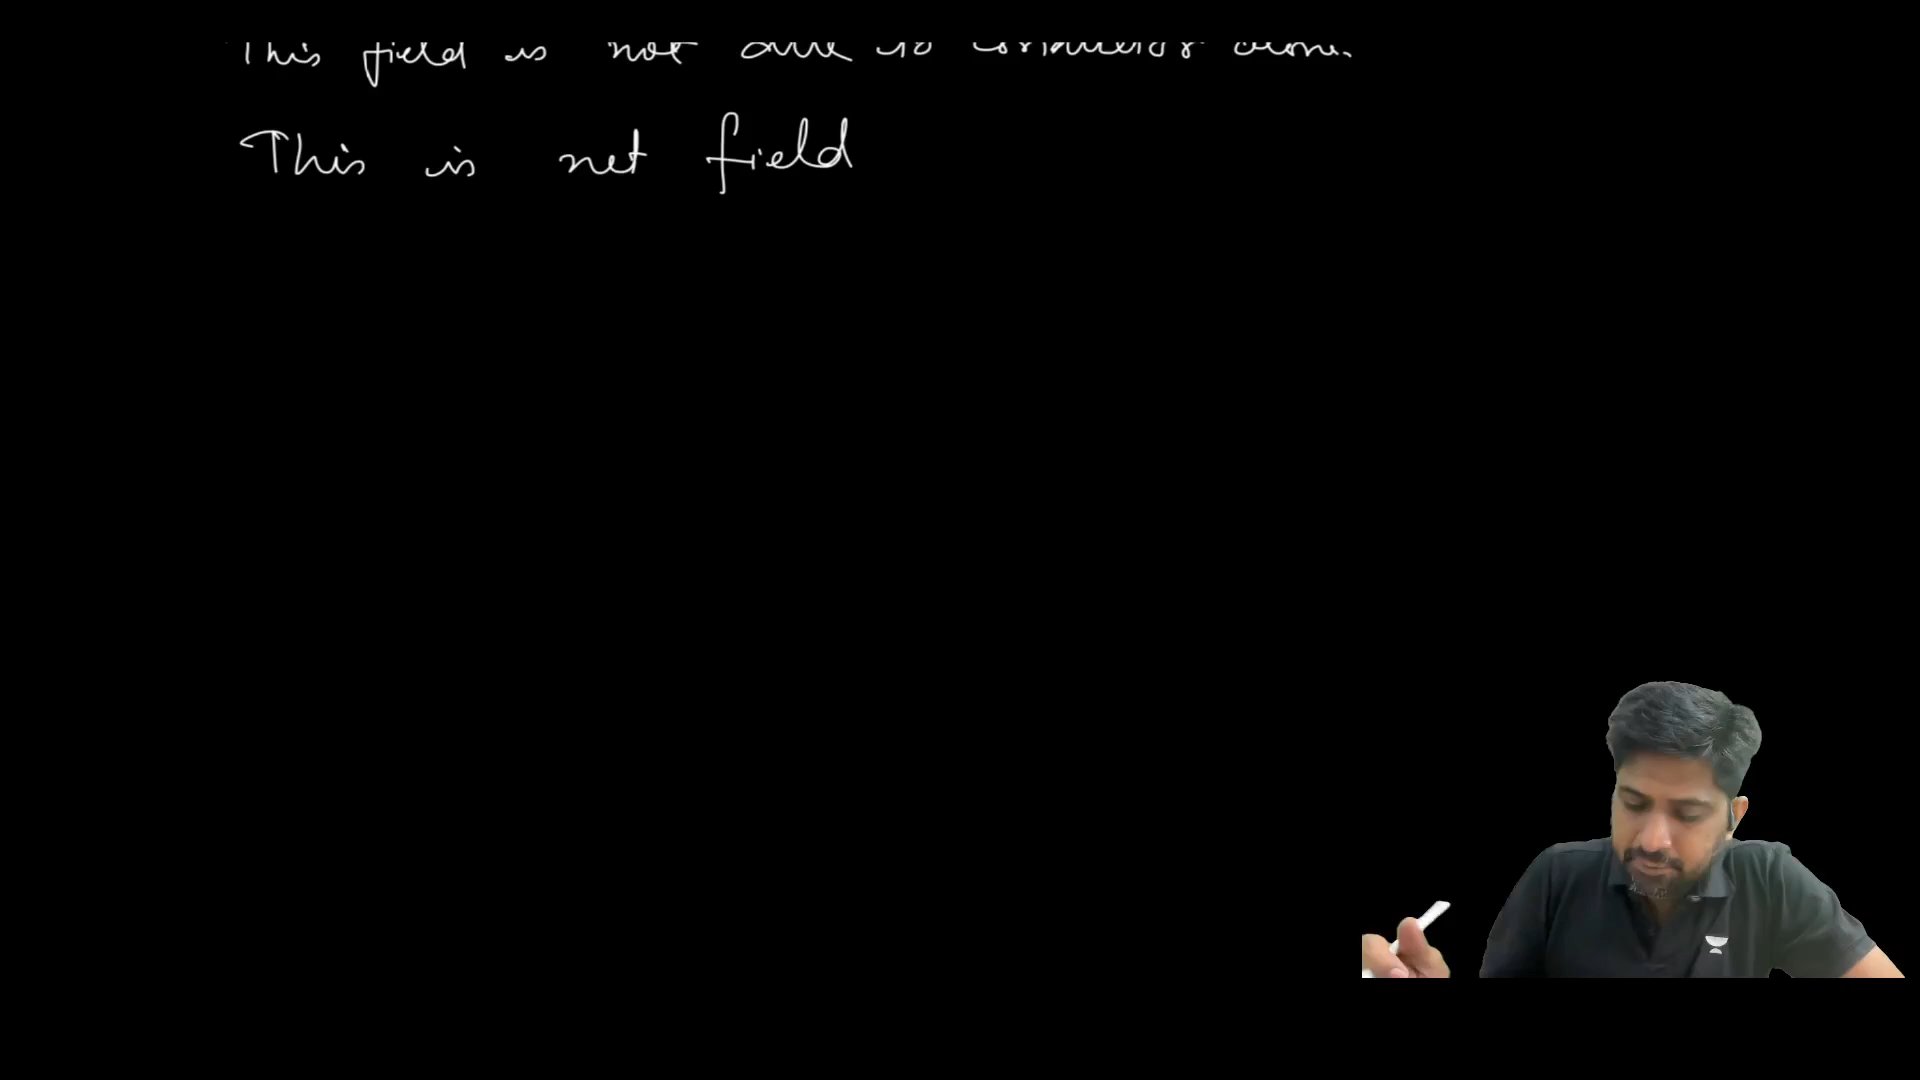 This field is not due to conductor alone.
This is net field